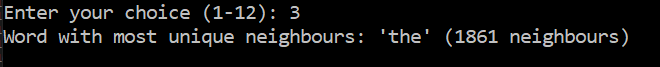 Enter your choice (1-12): 3
Word with most unique neighbours: 'the' (1861 neighbours)